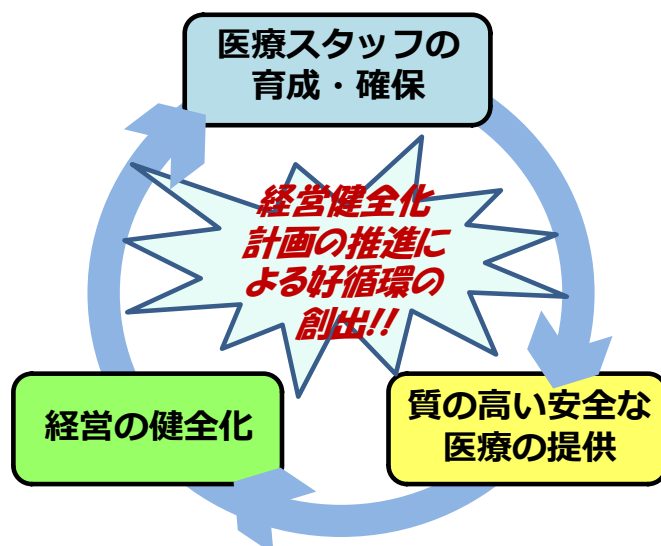 医療スタッフの
育成・確保
経営健全化
計画の推進に
よる好循環の
創出!!
経営の健全化
質の高い安全な
医療の提供